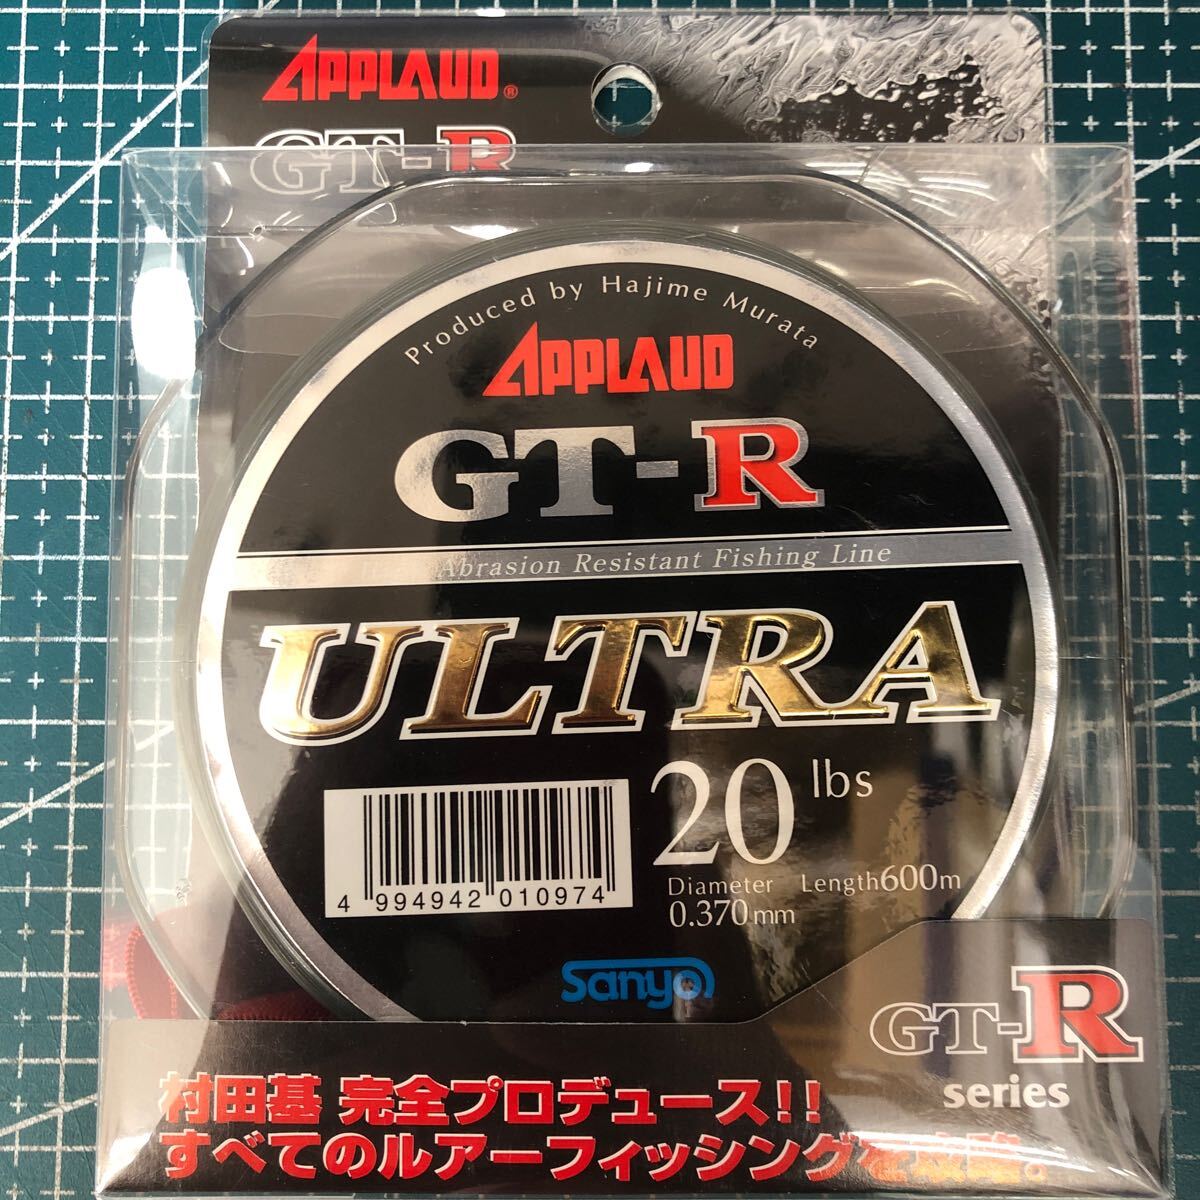 APPLAUD®
GT-R
Produced by Hajime Murata
APPLAUD
GT-R
Abrasion Resistant Fishing Line
ULTRA
20 lbs
Diameter Length600m
0.370mm
4 994942 010974
Sanyo
GT-R
series
村田基 完全プロデュース!!
すべてのルアーフィッシングを